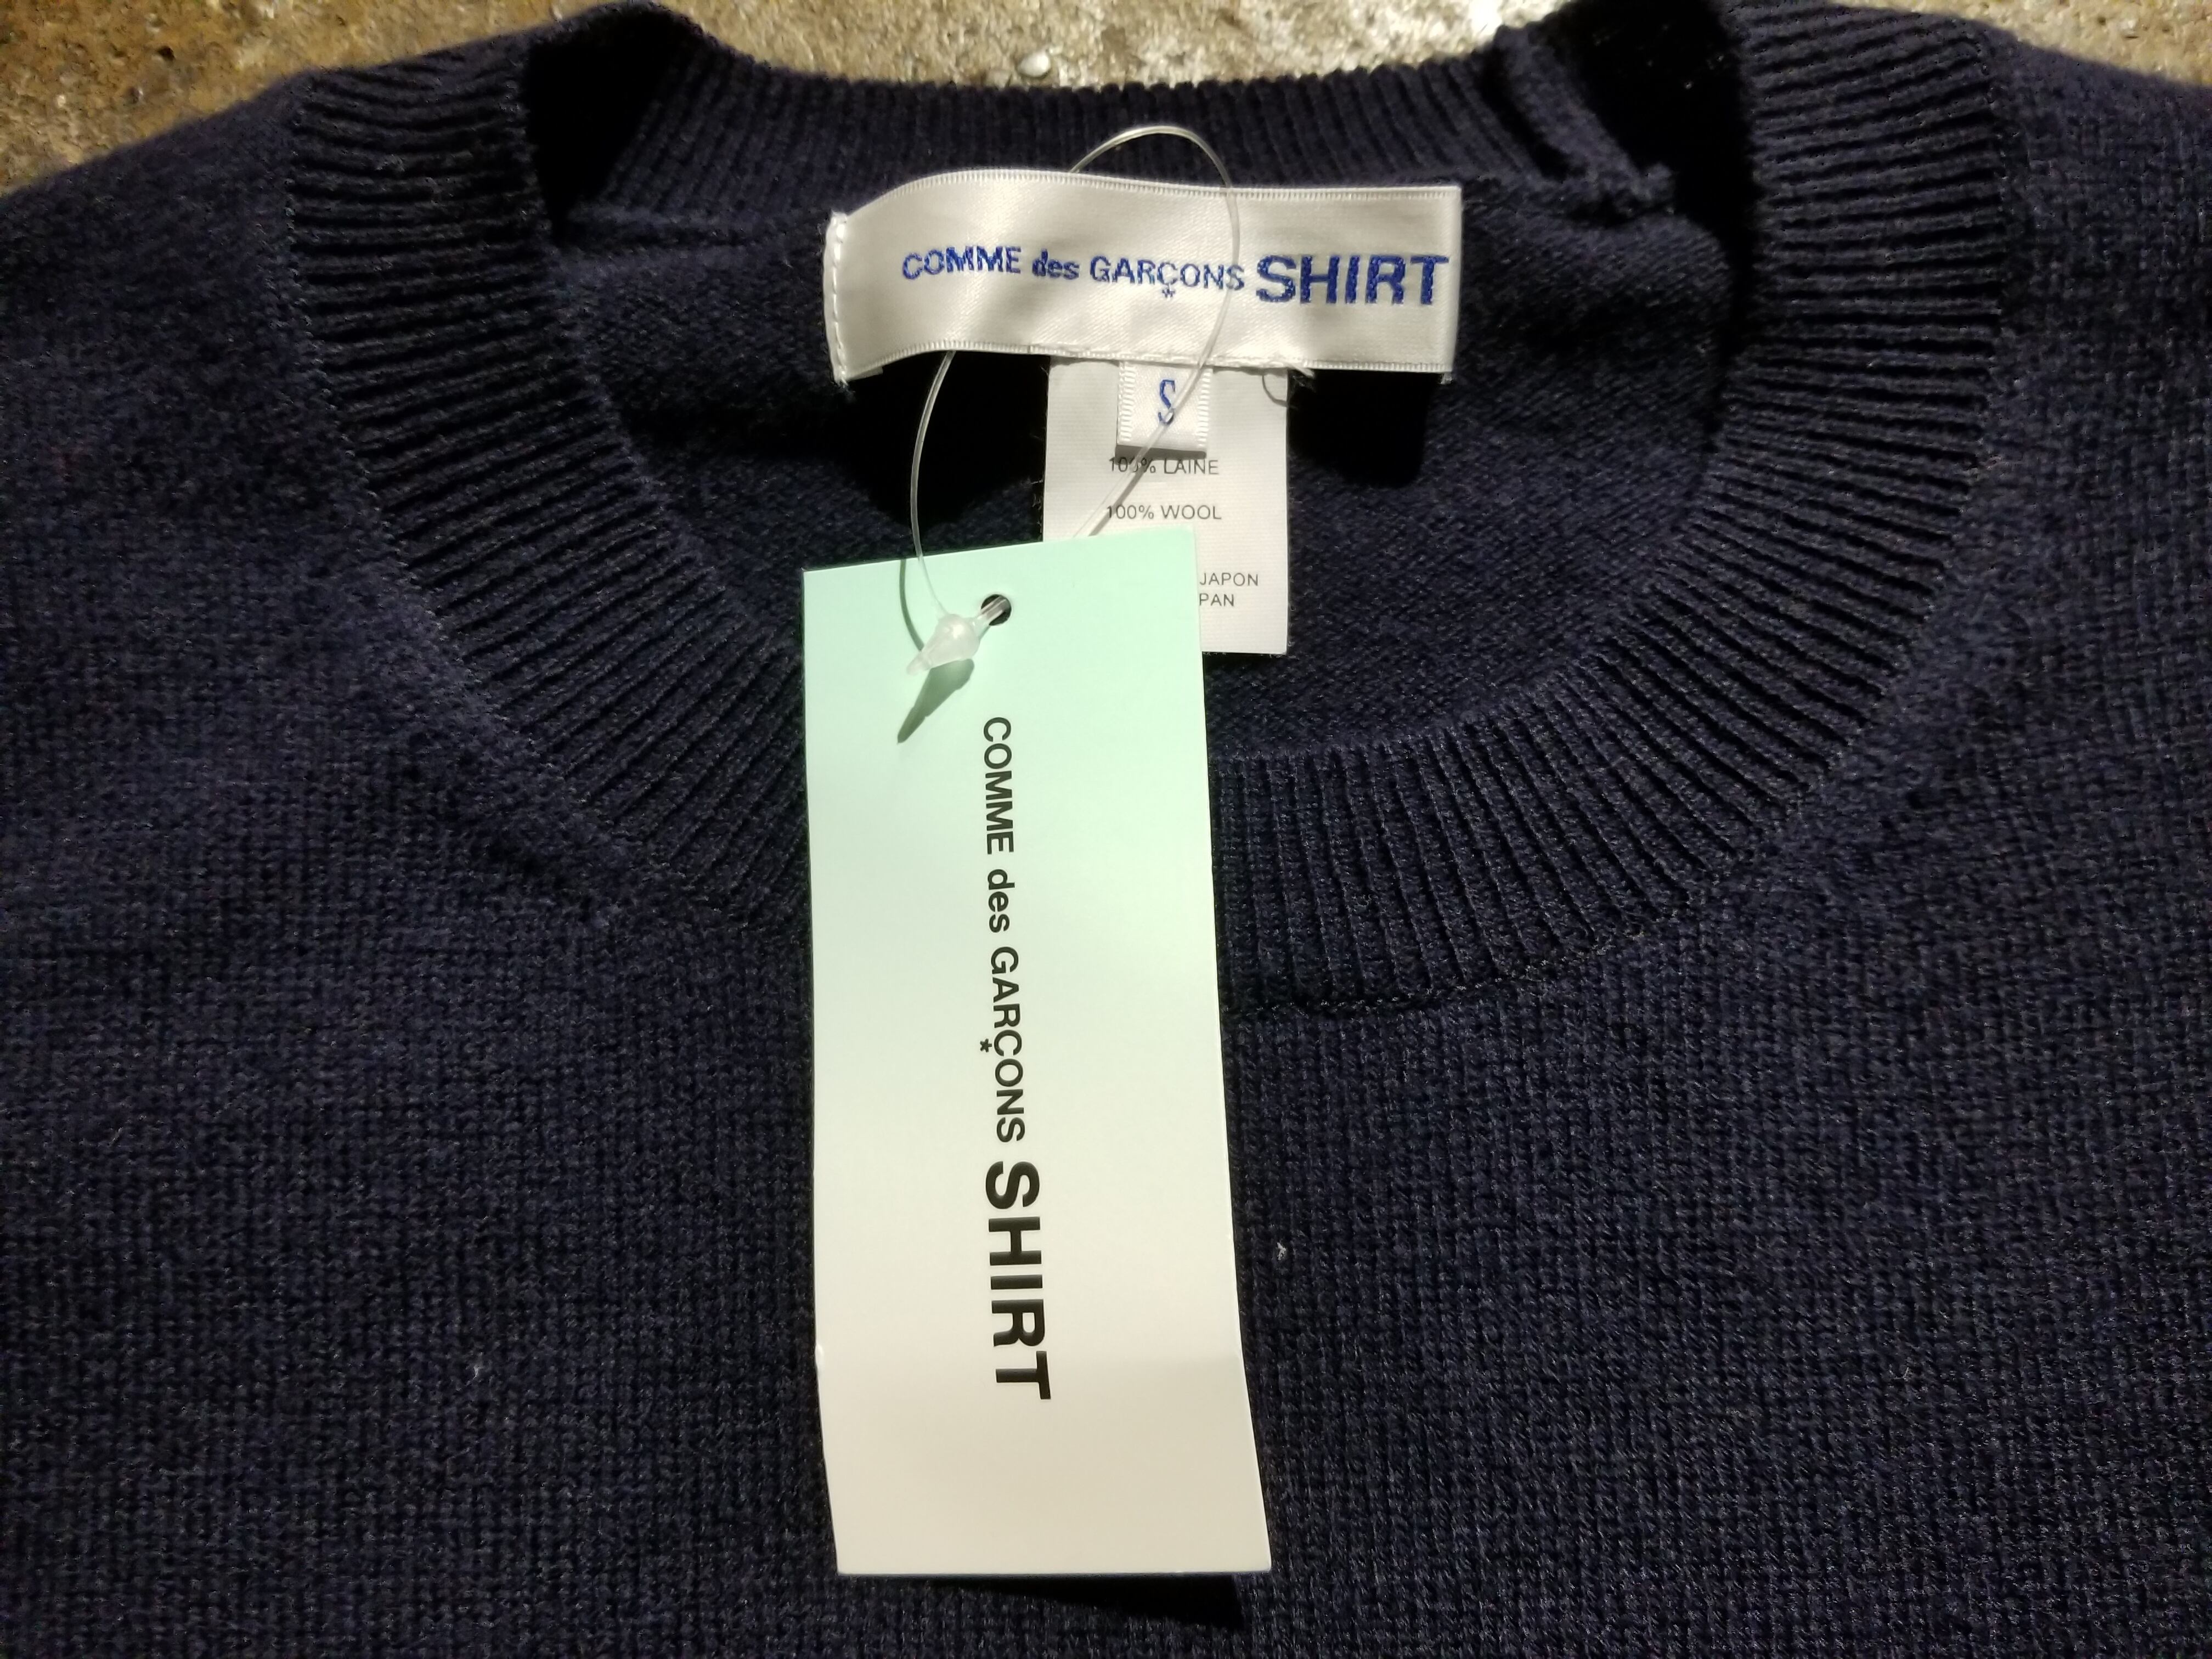 COMME des GARÇONS SHIRT
S
100% LAINE
100% WOOL
JAPON
PAN
COMME des GARÇONS SHIRT